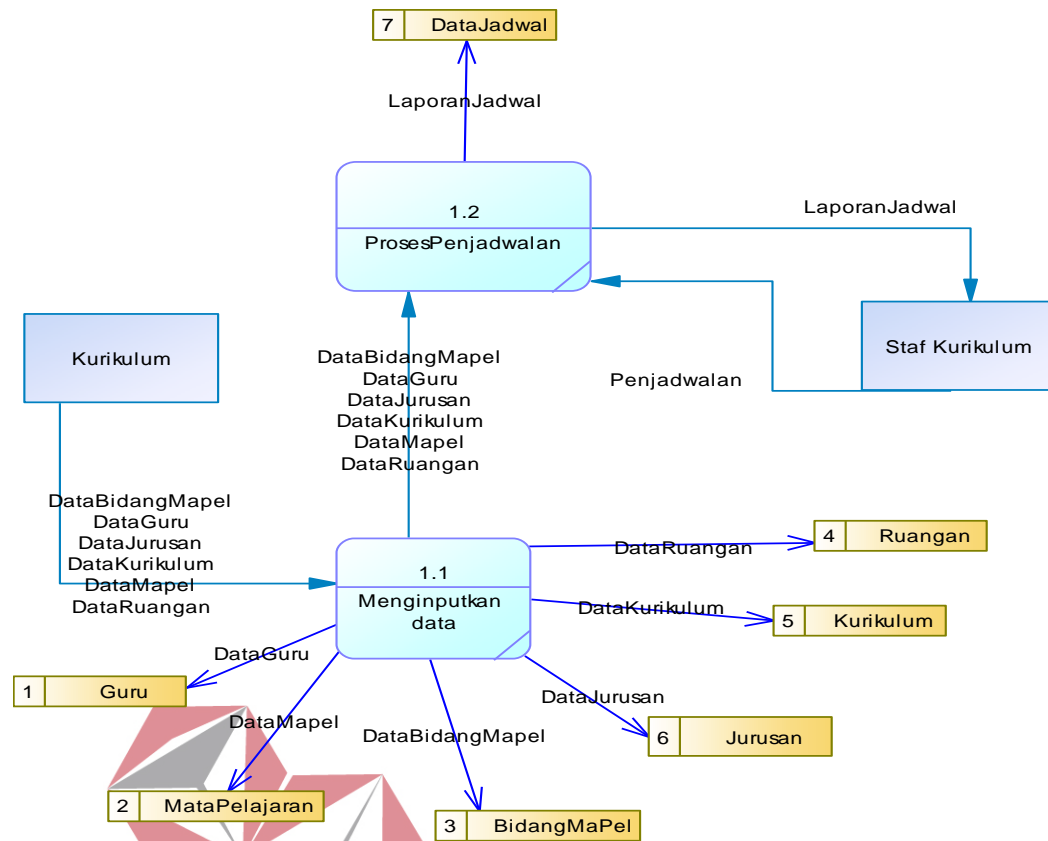 7 DataJadwal
LaporanJadwal
1.2
ProsesPenjadwalan
LaporanJadwal
Kurikulum
Staf Kurikulum
Penjadwalan
DataBidangMapel
DataGuru
DataJurusan
DataKurikulum
DataMapel
DataRuangan
DataBidangMapel
DataGuru
DataJurusan
DataKurikulum
DataMapel
DataRuangan
1.1
Menginputkan
data
DataRuangan
4 Ruangan
DataKurikulum
5 Kurikulum
DataGuru
1 Guru
DataMapel
2 MataPelajaran
DataBidangMapel
3 BidangMaPel
DataJurusan
6 Jurusan